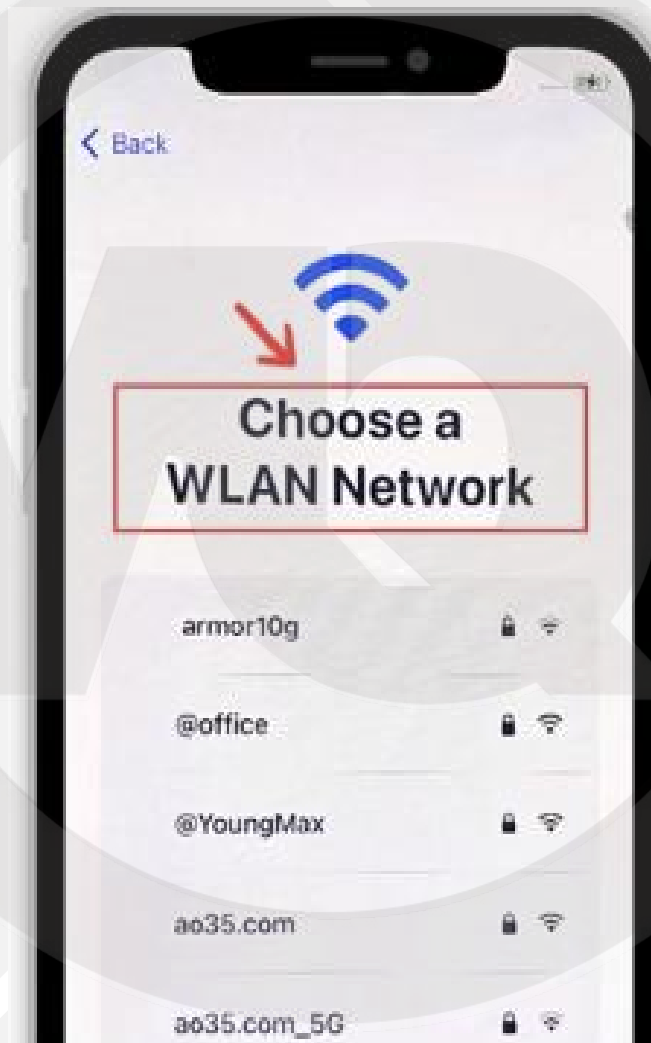 Back
Choose a
WLAN Network
armor10g
@office
@YoungMax
ao35.com
ao35.com_5G